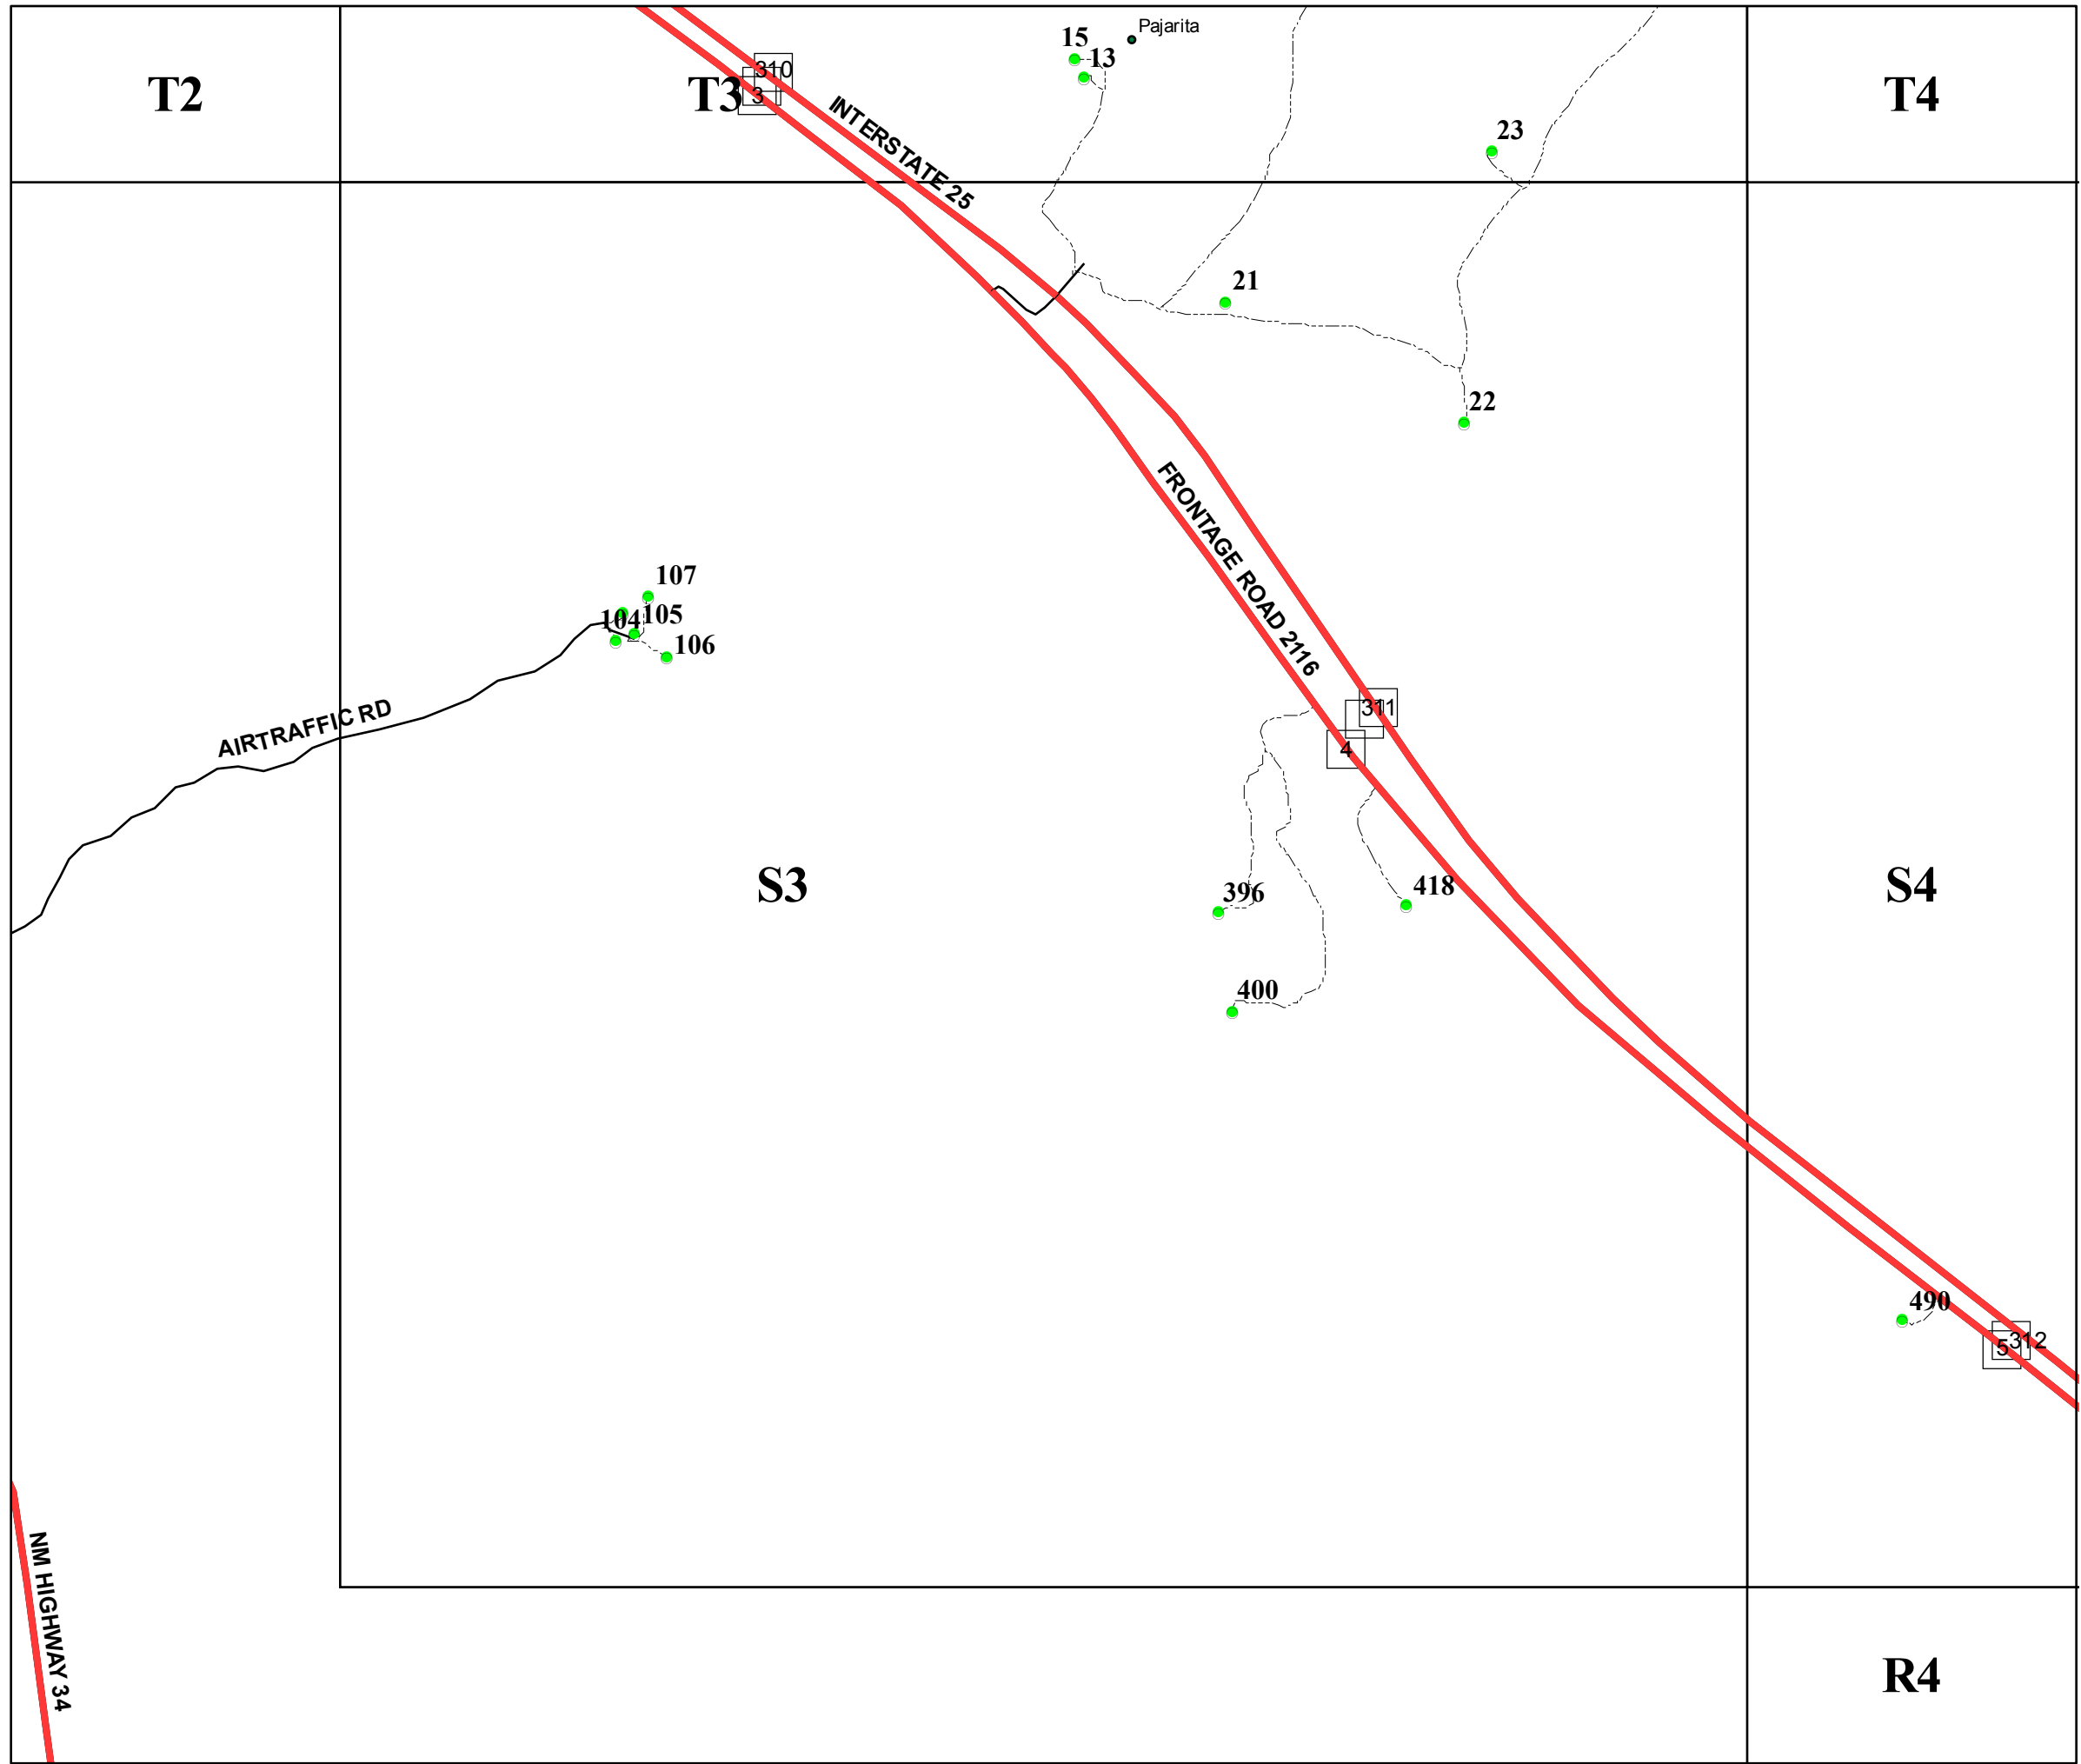 Pajarita
15
13
310
3
T2
T3
T4
INTERSTATE 25
23
21
22
FRONTAGE ROAD 2116
107
104
105
106
AIRTRAFFIC RD
311
4
S3
396
418
S4
400
490
5
312
NM HIGHWAY 34
R4